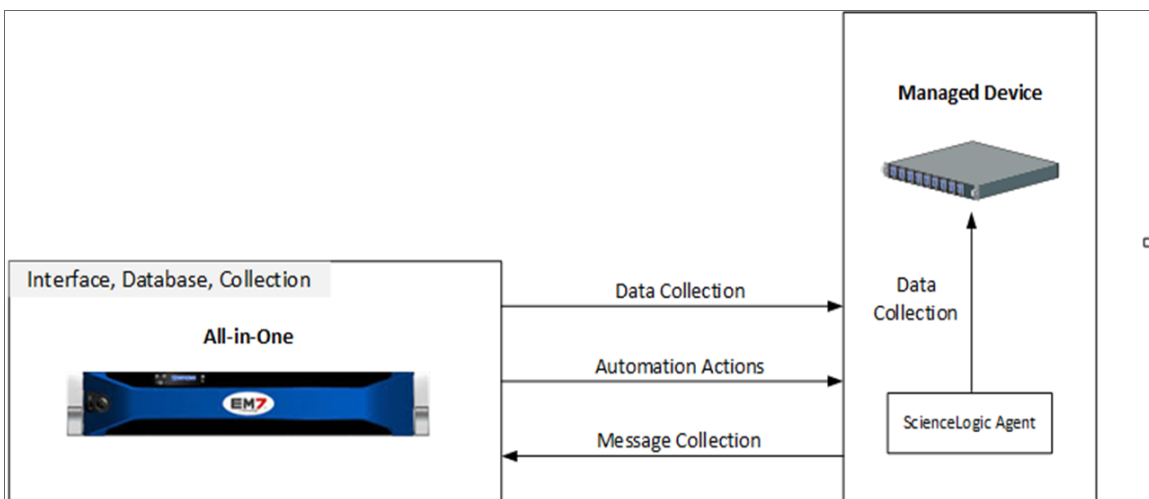 Managed Device
Interface, Database, Collection
All-in-One
EM7
Data Collection
Automation Actions
Message Collection
Data
Collection
ScienceLogic Agent